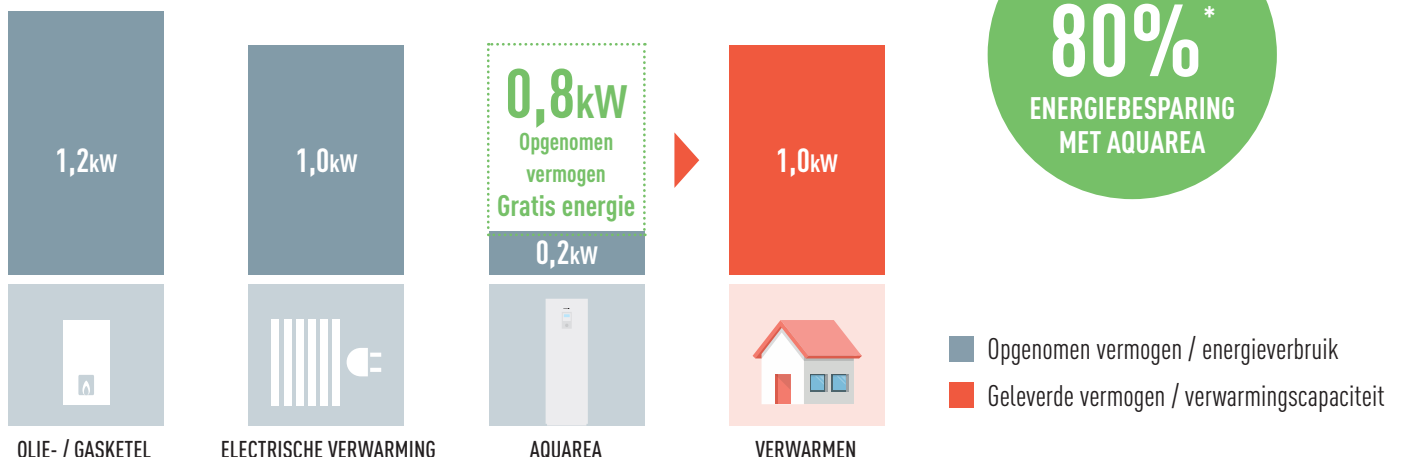 80%*
ENERGIEBESPARING
MET AQUAREA
1,2kW
1,0kW
0,8kW
Opgenomen
vermogen
Gratis energie
0,2kW
1,0kW
Opgenomen vermogen / energieverbruik
Geleverde vermogen / verwarmingscapaciteit
OLIE- / GASKETEL
ELECTRISCHE VERWARMING
AQUAREA
VERWARMEN